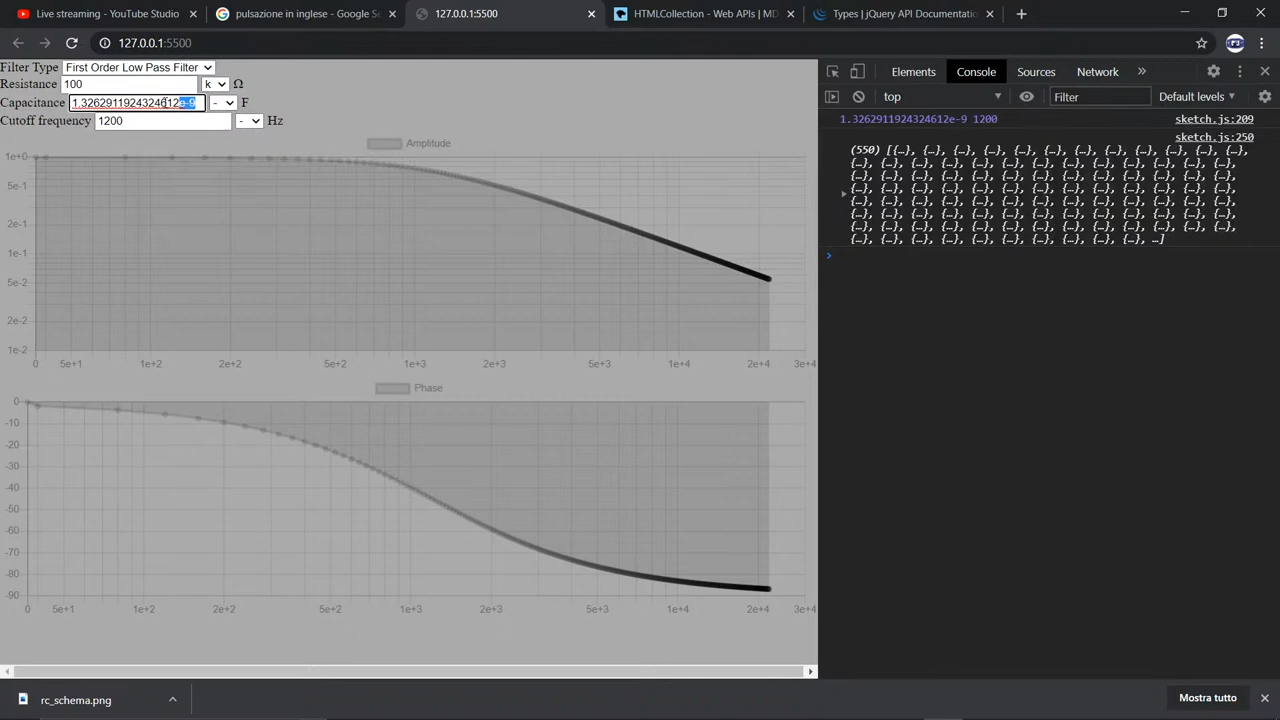 Live streaming - YouTube Studio
pulsazione in inglese - Google Se
127.0.0.1:5500
HTMLCollection - Web APIs | MD
Types | jQuery API Documentation
127.0.0.1:5500
Filter Type First Order Low Pass Filter
Resistance 100 k Ω
Capacitance 1.3262911924324612e-9 - F
Cutoff frequency 1200 - Hz
Amplitude
1e+0
5e-1
2e-1
1e-1
5e-2
2e-2
1e-2
0 5e+1 1e+2 2e+2 5e+2 1e+3 2e+3 5e+3 1e+4 2e+4 3e+4
Phase
0
-10
-20
-30
-40
-50
-60
-70
-80
-90
0 5e+1 1e+2 2e+2 5e+2 1e+3 2e+3 5e+3 1e+4 2e+4 3e+4
Elements Console Sources Network »
top Filter Default levels
1.3262911924324612e-9 1200 sketch.js:209
sketch.js:250
(550) [{…}, {…}, {…}, {…}, {…}, {…}, {…}, {…}, {…}, {…}, {…},
{…}, {…}, {…}, {…}, {…}, {…}, {…}, {…}, {…}, {…}, {…}, {…}, {…},
{…}, {…}, {…}, {…}, {…}, {…}, {…}, {…}, {…}, {…}, {…}, {…}, {…},
{…}, {…}, {…}, {…}, {…}, {…}, {…}, {…}, {…}, {…}, {…}, {…}, {…},
{…}, {…}, {…}, {…}, {…}, {…}, {…}, {…}, {…}, {…}, {…}, {…}, {…},
{…}, {…}, {…}, {…}, {…}, {…}, {…}, {…}, {…}, {…}, {…}, {…}, {…},
{…}, {…}, {…}, {…}, {…}, {…}, {…}, {…}, {…}, {…}, …]
rc_schema.png
Mostra tutto